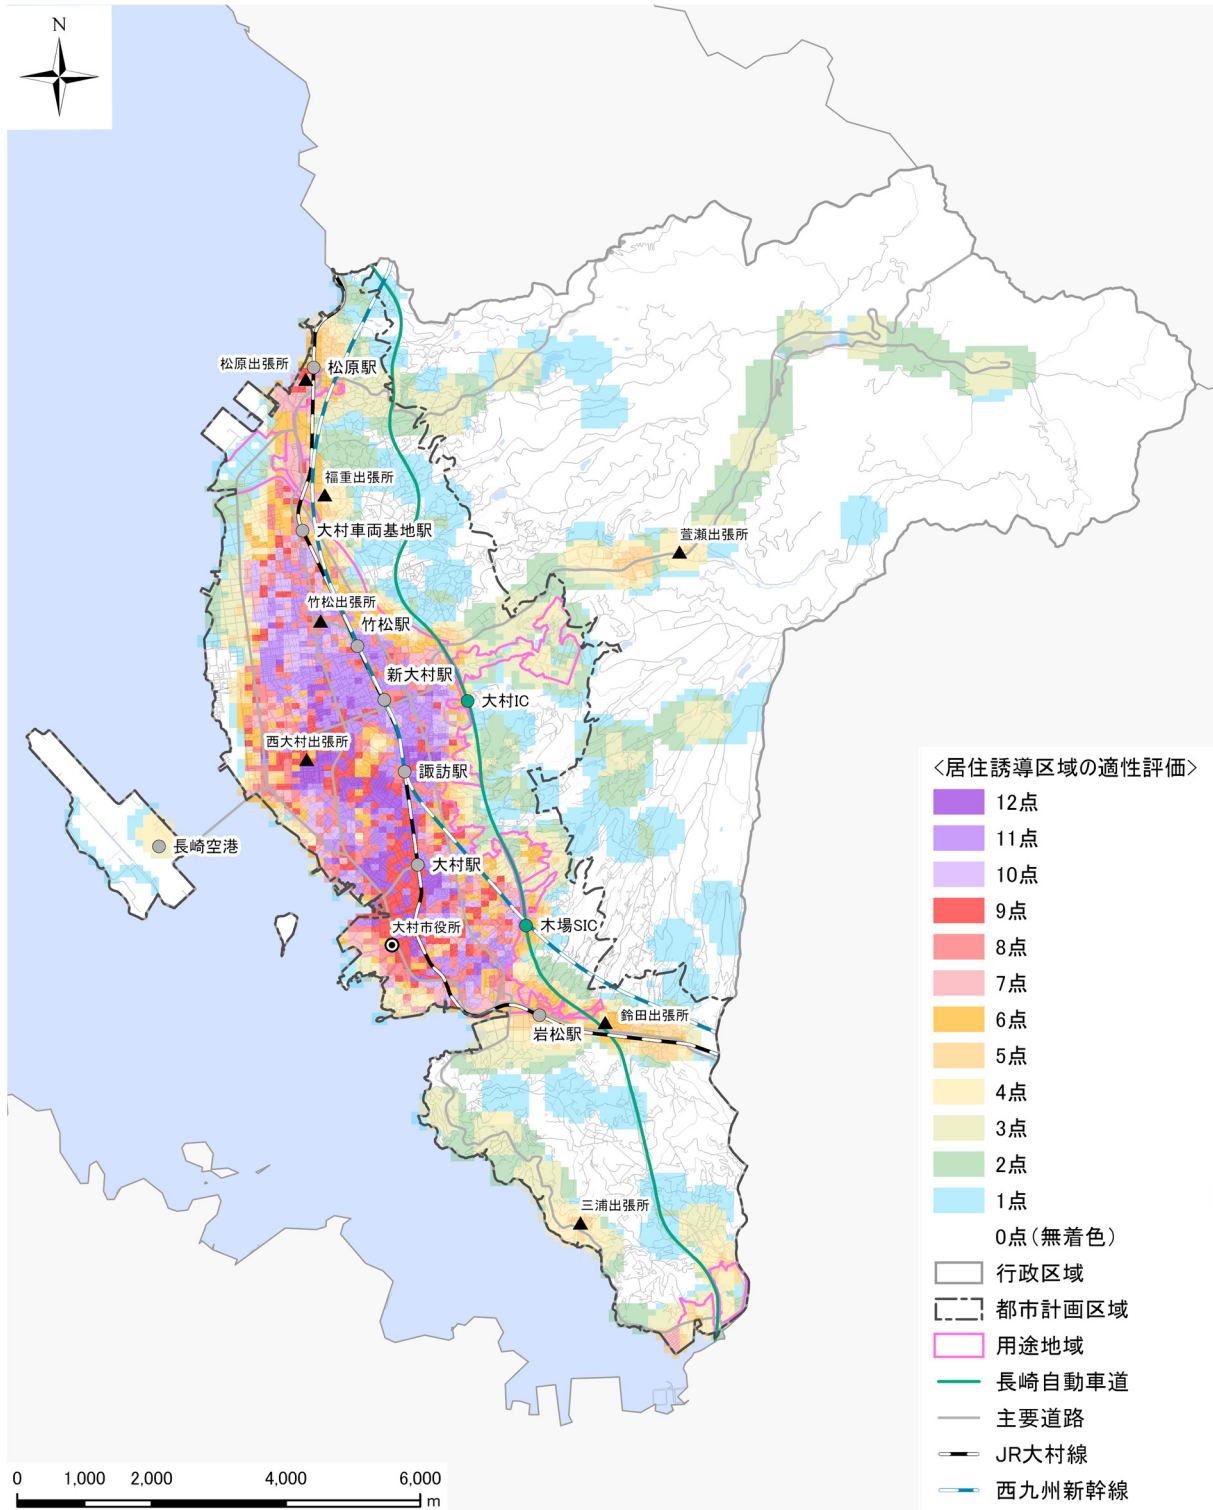 N
松原出張所
松原駅
福重出張所
大村車両基地駅
萱瀬出張所
竹松出張所
竹松駅
新大村駅
大村IC
西大村出張所
諏訪駅
長崎空港
大村駅
大村市役所
木場SIC
鈴田出張所
岩松駅
三浦出張所
<居住誘導区域の適性評価>
12点
11点
10点
9点
8点
7点
6点
5点
4点
3点
2点
1点
0点(無着色)
行政区域
都市計画区域
用途地域
長崎自動車道
主要道路
JR大村線
西九州新幹線
0 1,000 2,000 4,000 6,000
m